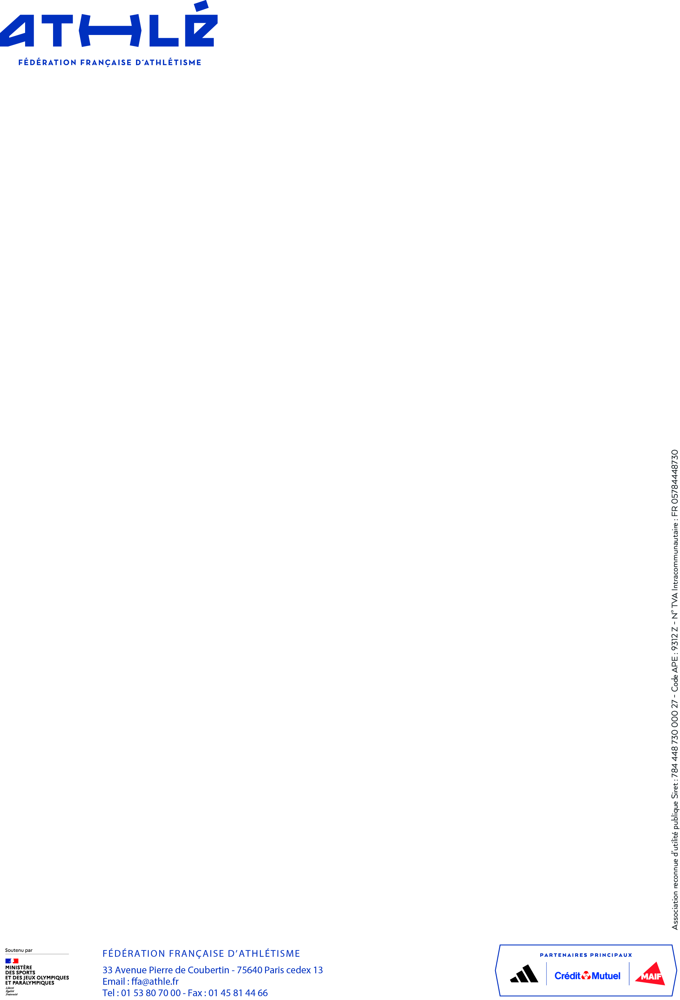 ATHLÉ
FÉDÉRATION FRANÇAISE D'ATHLÉTISME
Association reconnue d'utilité publique Siret : 784 448 730 000 27 - Code APE : 9312 Z - N° TVA Intracommunautaire : FR 05784448730
Soutenu par
MINISTÈRE
DES SPORTS
ET DES JEUX OLYMPIQUES
ET PARALYMPIQUES
Liberté
Égalité
Fraternité
FÉDÉRATION FRANÇAISE D’ATHLÉTISME
33 Avenue Pierre de Coubertin - 75640 Paris cedex 13
Email : ffa@athle.fr
Tel : 01 53 80 70 00 - Fax : 01 45 81 44 66
PARTENAIRES PRINCIPAUX
Crédit Mutuel
MAIF